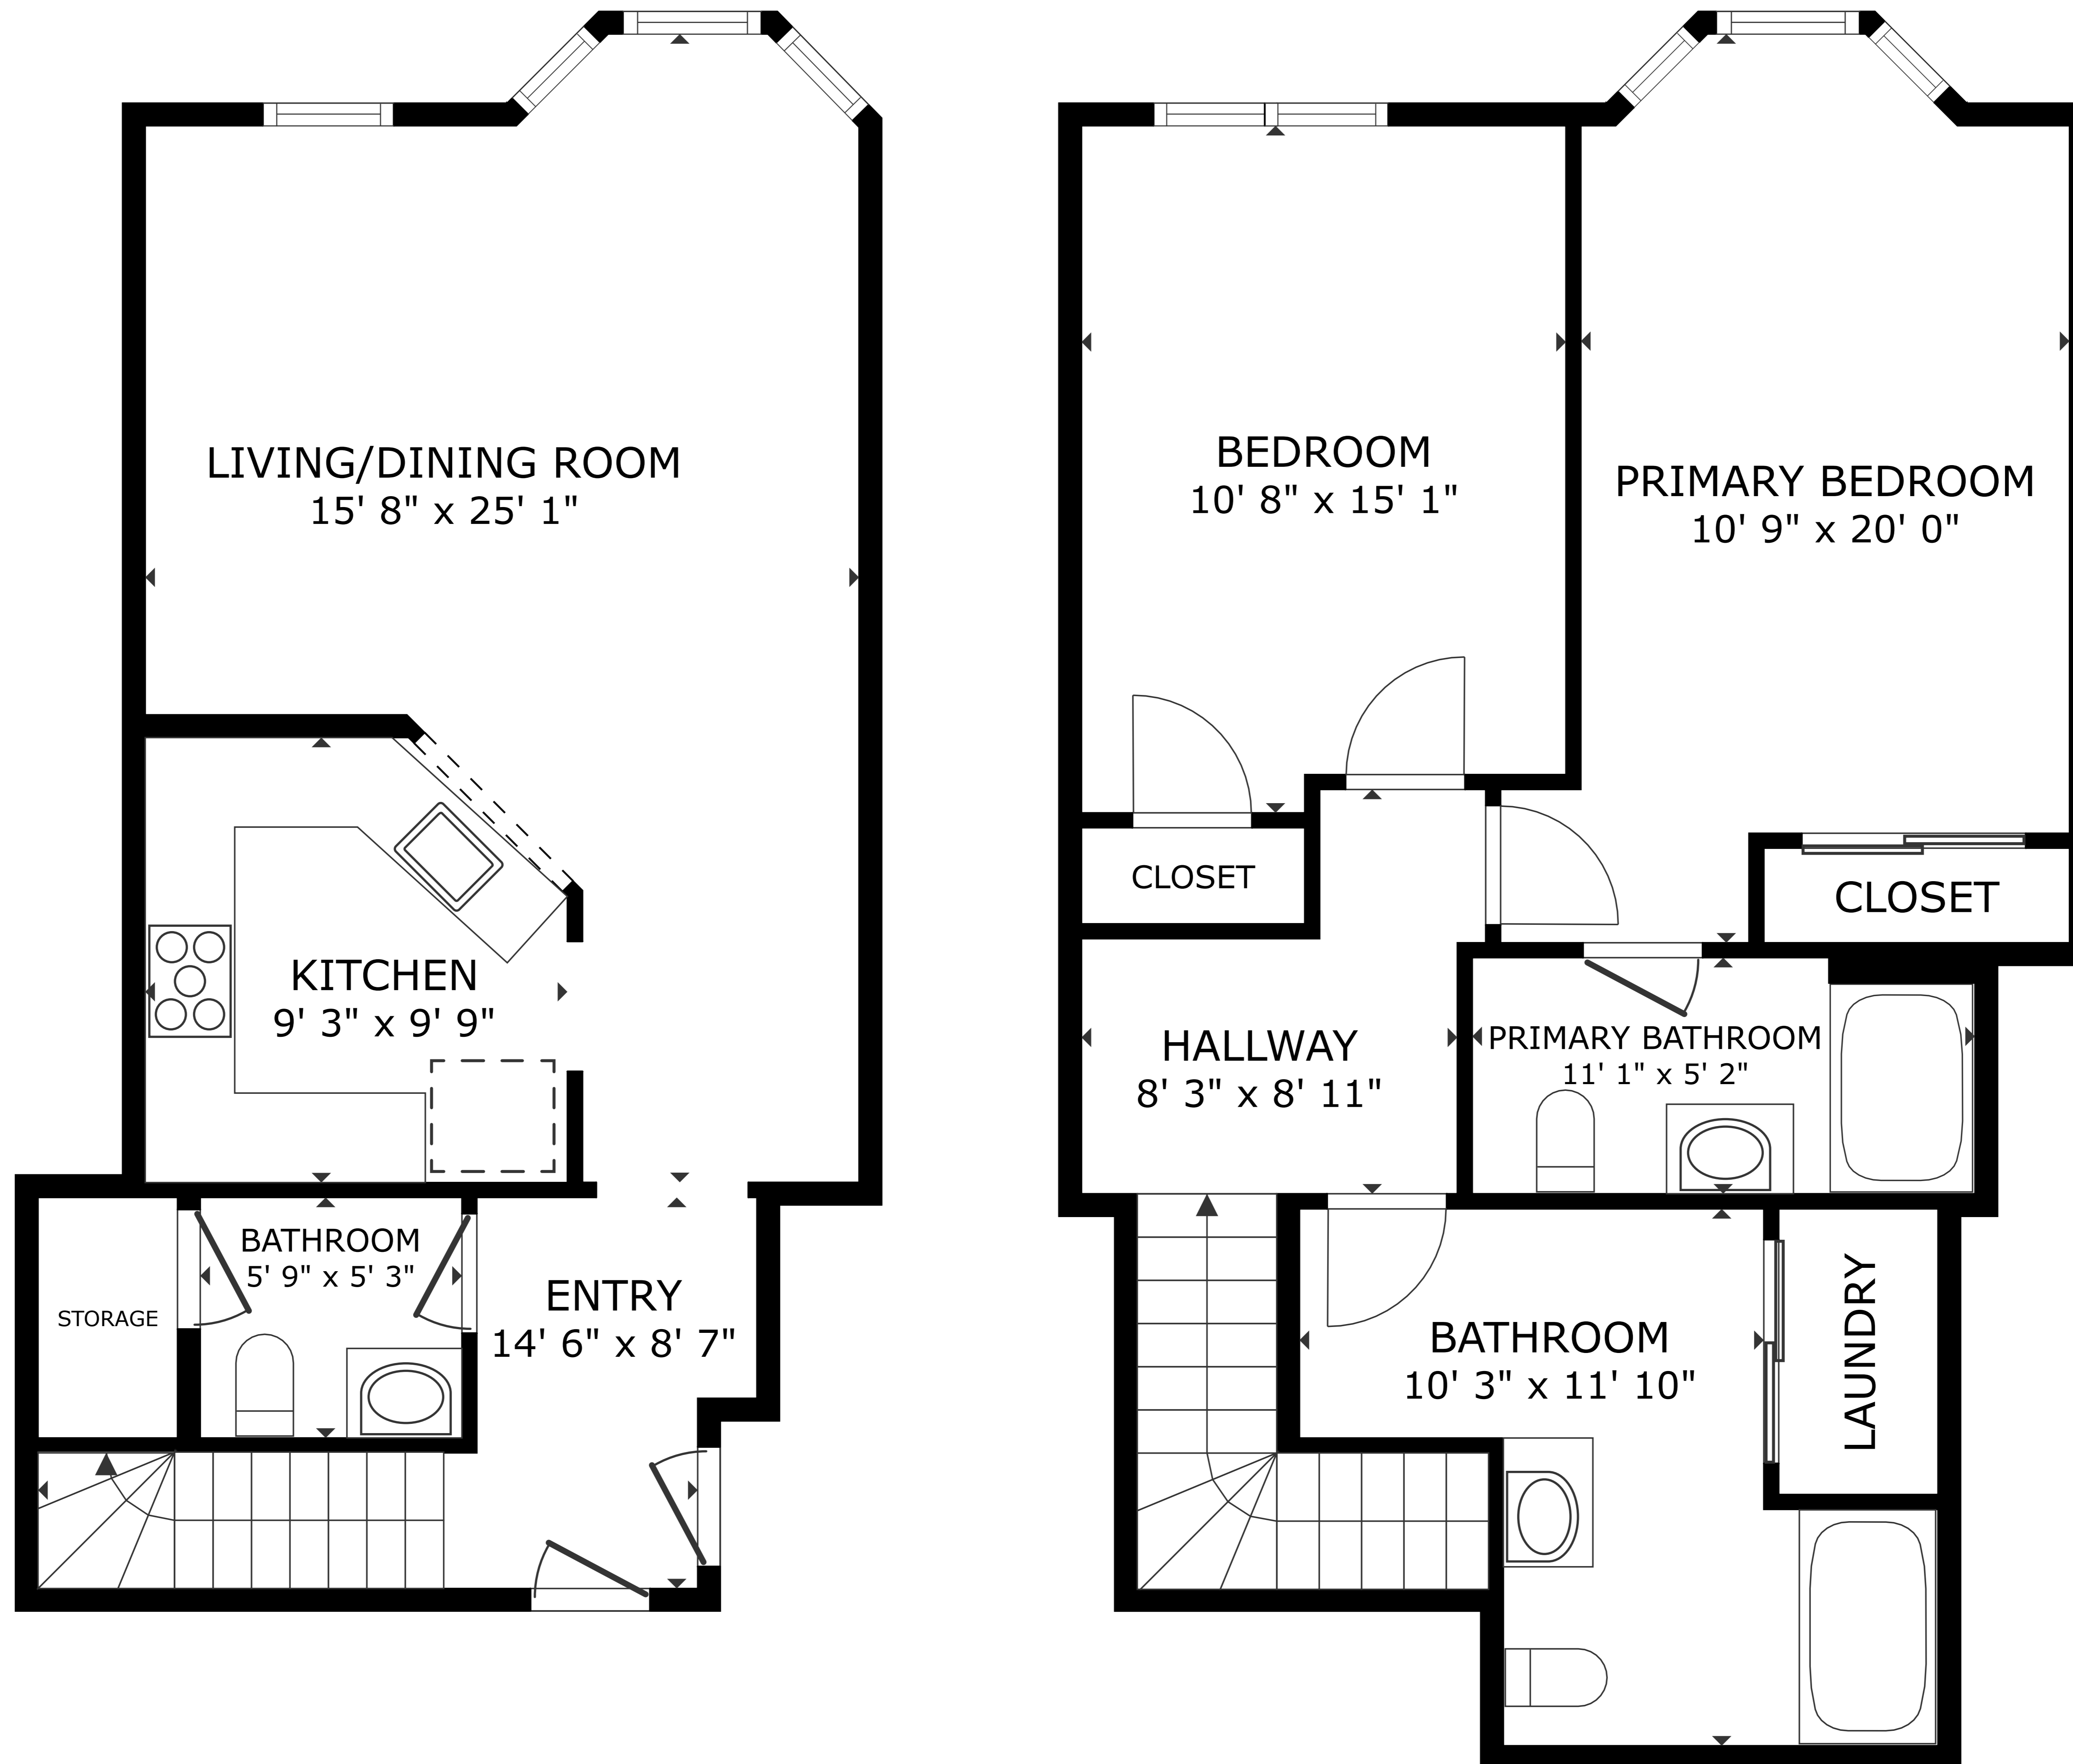 LIVING/DINING ROOM
15' 8" x 25' 1"
KITCHEN
9' 3" x 9' 9"
BATHROOM
5' 9" x 5' 3"
STORAGE
ENTRY
14' 6" x 8' 7"
BEDROOM
10' 8" x 15' 1"
PRIMARY BEDROOM
10' 9" x 20' 0"
CLOSET
CLOSET
HALLWAY
8' 3" x 8' 11"
PRIMARY BATHROOM
11' 1" x 5' 2"
BATHROOM
10' 3" x 11' 10"
LAUNDRY